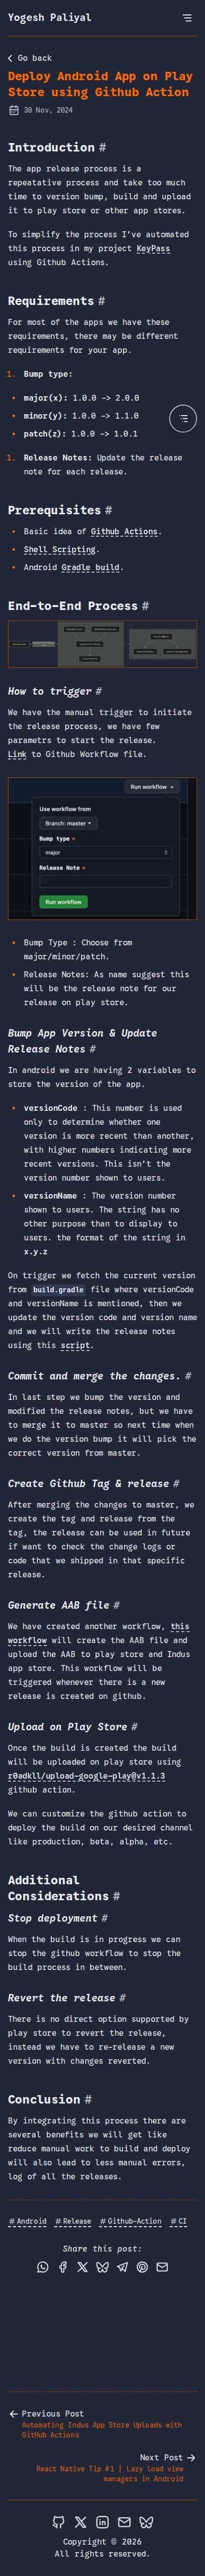 Yogesh Paliyal
Go back
Deploy Android App on Play
Store using Github Action
30 Nov, 2024
Introduction #
The app release process is a
repeatative process and take too much
time to version bump, build and upload
it to play store or other app stores.
To simplify the process I've automated
this process in my project KeyPass
using Github Actions.
Requirements #
For most of the apps we have these
requirements, there may be different
requirements for your app.
1. Bump type:
• major(x): 1.0.0 -> 2.0.0
• minor(y): 1.0.0 -> 1.1.0
• patch(z): 1.0.0 -> 1.0.1
1. Release Notes: Update the release
note for each release.
Prerequisites #
• Basic idea of Github Actions.
• Shell Scripting.
• Android Gradle build.
End-to-End Process #
How to trigger #
We have the manual trigger to initiate
the release process, we have few
parametrs to start the release.
Link to Github Workflow file.
Run workflow
Use workflow from
Branch: master
Bump type *
major
Release Note *
Run workflow
• Bump Type : Choose from
major/minor/patch.
• Release Notes: As name suggest this
will be the release note for our
release on play store.
Bump App Version & Update
Release Notes #
In android we are having 2 variables to
store the version of the app.
• versionCode : This number is used
only to determine whether one
version is more recent than another,
with higher numbers indicating more
recent versions. This isn't the
version number shown to users.
• versionName : The version number
shown to users. The string has no
other purpose than to display to
users. the format of the string in
x.y.z
On trigger we fetch the current version
from build.gradle file where versionCode
and versionName is mentioned, then we
update the version code and version name
and we will write the release notes
using this script.
Commit and merge the changes. #
In last step we bump the version and
modified the release notes, but we have
to merge it to master so next time when
we do the version bump it will pick the
correct version from master.
Create Github Tag & release #
After merging the changes to master, we
create the tag and release from the
tag, the release can be used in future
if want to check the change logs or
code that we shipped in that specific
release.
Generate AAB file #
We have created another workflow, this
workflow will create the AAB file and
upload the AAB to play store and Indus
app store. This workflow will be
triggered whenever there is a new
release is created on github.
Upload on Play Store #
Once the build is created the build
will be uploaded on play store using
r0adkll/upload-google-play@v1.1.3
github action.
We can customize the github action to
deploy the build on our desired channel
like production, beta, alpha, etc.
Additional
Considerations #
Stop deployment #
When the build is in progress we can
stop the github workflow to stop the
build process in between.
Revert the release #
There is no direct option supported by
play store to revert the release,
instead we have to re-release a new
version with changes reverted.
Conclusion #
By integrating this process there are
several benefits we will get like
reduce manual work to build and deploy
will also lead to less manual errors,
log of all the releases.
#Android #Release #Github-Action #CI
Share this post:
Previous Post
Automating Indus App Store Uploads with
GitHub Actions
Next Post
React Native Tip #1 | Lazy load view
managers in Android
Copyright © 2026
All rights reserved.